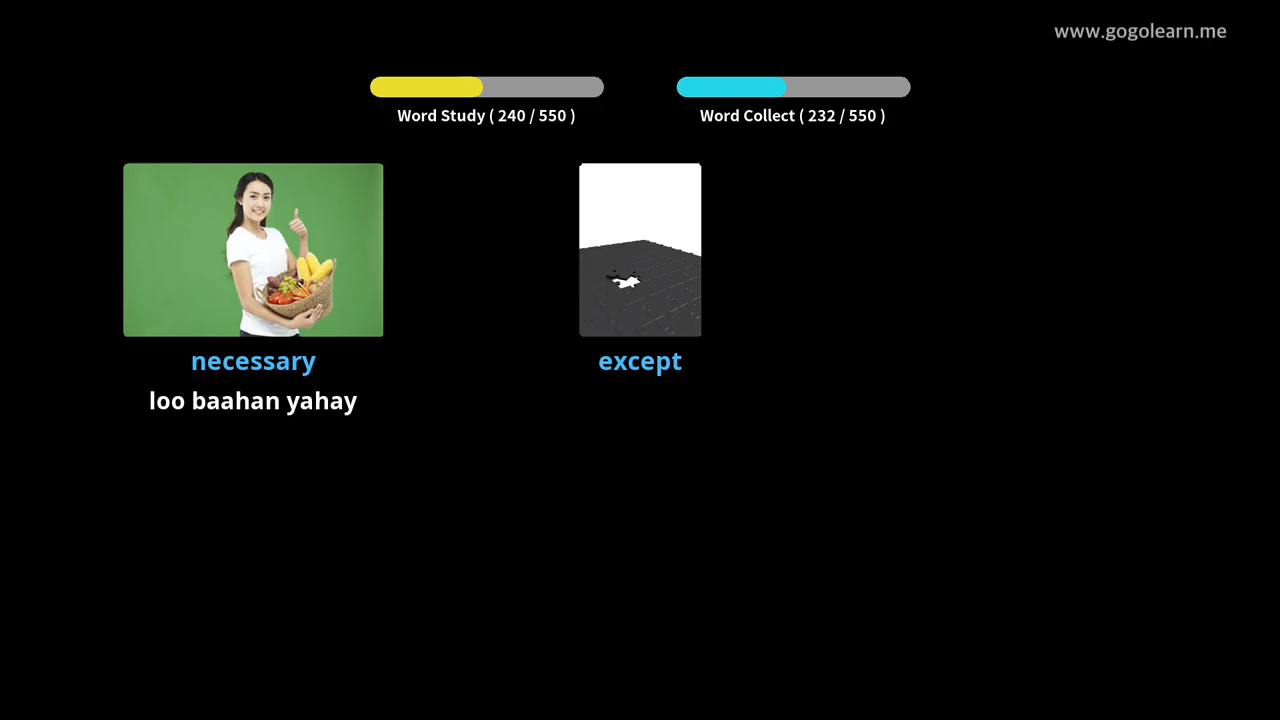 www.gogolearn.me
Word Study ( 240 / 550 )
Word Collect ( 232 / 550 )
necessary
except
loo baahan yahay